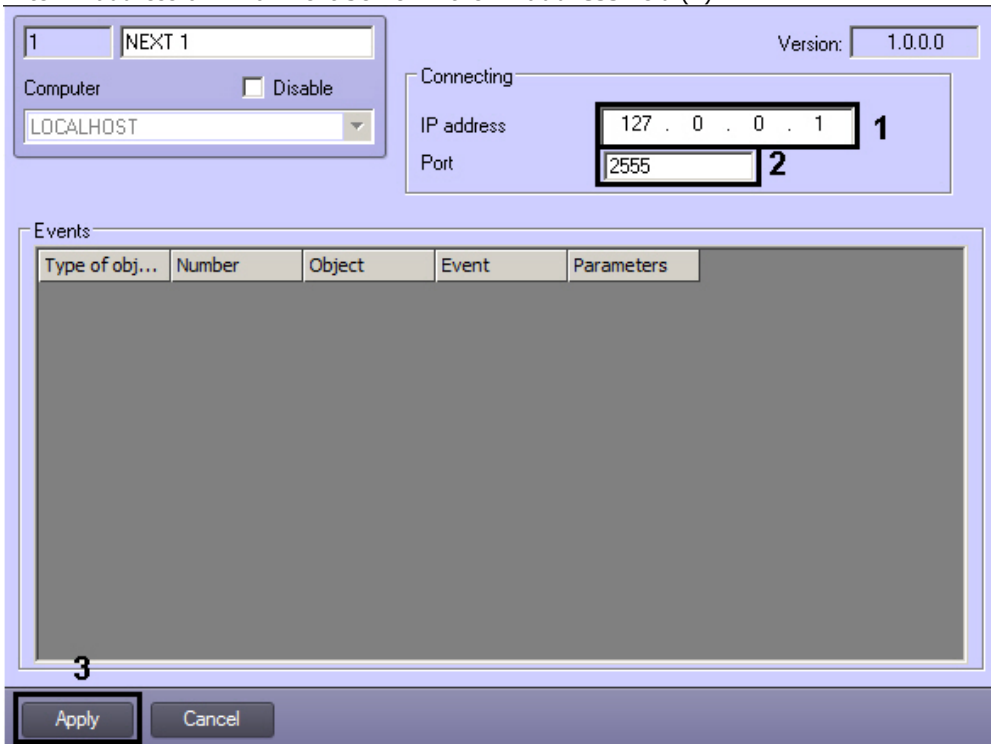 1 NEXT 1
Version: 1.0.0.0
Computer Disable
Connecting
LOCALHOST
IP address 127 . 0 . 0 . 1 1
Port 2555 2
Events
Type of obj... Number Object Event Parameters
3
Apply Cancel